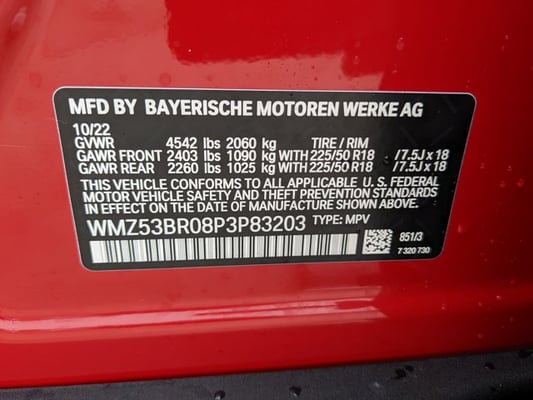 MFD BY BAYERISCHE MOTOREN WERKE AG
10/22
GVWR 4542 lbs 2060 kg TIRE / RIM
GAWR FRONT 2403 lbs 1090 kg WITH 225/50 R18 /7.5J x 18
GAWR REAR 2260 lbs 1025 kg WITH 225/50 R18 /7.5J x 18
THIS VEHICLE CONFORMS TO ALL APPLICABLE U. S. FEDERAL
MOTOR VEHICLE SAFETY AND THEFT PREVENTION STANDARDS
IN EFFECT ON THE DATE OF MANUFACTURE SHOWN ABOVE.
WMZ53BR08P3P83203 TYPE: MPV
851/3
7 320 730